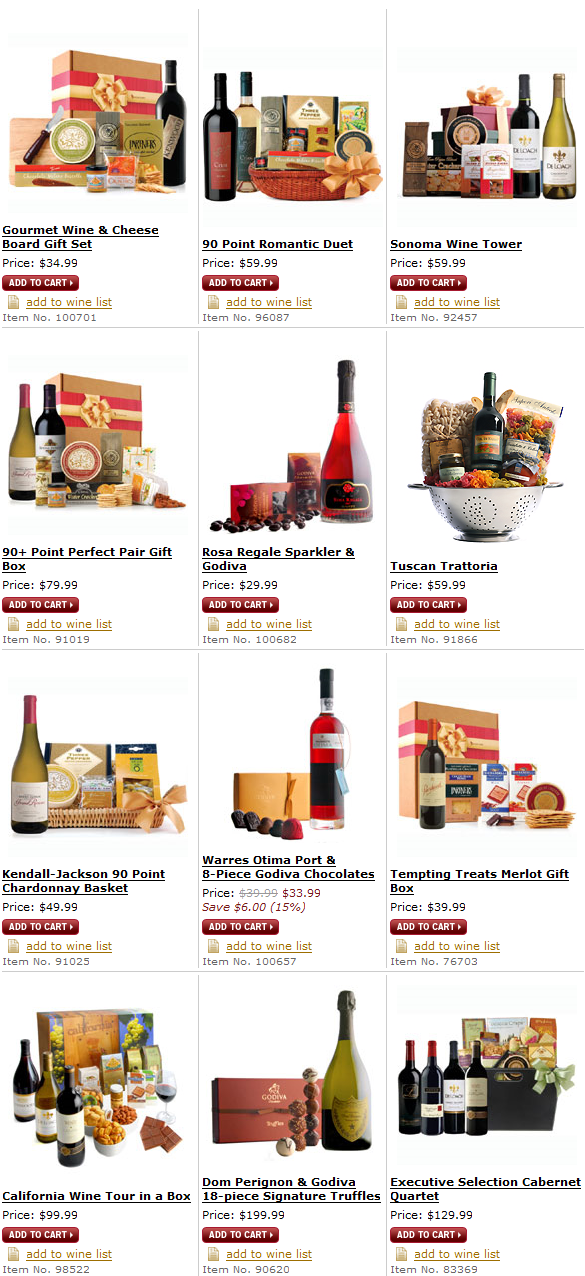 Gourmet Wine & Cheese
Board Gift Set
Price: $34.99
ADD TO CART
add to wine list
Item No. 100701
THREE
PEPPER
90 Point Romantic Duet
Price: $59.99
ADD TO CART
add to wine list
Item No. 96087
DE LOACH
DE LOACH
Sonoma Wine Tower
Price: $59.99
ADD TO CART
add to wine list
Item No. 92457
90+ Point Perfect Pair Gift
Box
Price: $79.99
ADD TO CART
add to wine list
Item No. 91019
Rosa Regale Sparkler &
Godiva
Price: $29.99
ADD TO CART
add to wine list
Item No. 100682
Tuscan Trattoria
Price: $59.99
ADD TO CART
add to wine list
Item No. 91866
THREE
PEPPER
Kendall-Jackson 90 Point
Chardonnay Basket
Price: $49.99
ADD TO CART
add to wine list
Item No. 91025
Warres Otima Port &
8-Piece Godiva Chocolates
Price: $39.99 $33.99
Save $6.00 (15%)
ADD TO CART
add to wine list
Item No. 100657
Tempting Treats Merlot Gift
Box
Price: $39.99
ADD TO CART
add to wine list
Item No. 76703
california
California Wine Tour in a Box
Price: $99.99
ADD TO CART
add to wine list
Item No. 98522
GODIVA
Truffles
Dom Perignon & Godiva
18-piece Signature Truffles
Price: $199.99
ADD TO CART
add to wine list
Item No. 90620
Executive Selection Cabernet
Quartet
Price: $129.99
ADD TO CART
add to wine list
Item No. 83369